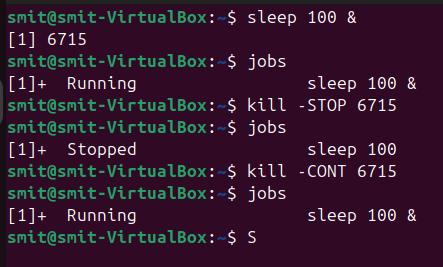 smit@smit-VirtualBox:~$ sleep 100 &
[1] 6715
smit@smit-VirtualBox:~$ jobs
[1]+  Running                 sleep 100 &
smit@smit-VirtualBox:~$ kill -STOP 6715
smit@smit-VirtualBox:~$ jobs
[1]+  Stopped                 sleep 100
smit@smit-VirtualBox:~$ kill -CONT 6715
smit@smit-VirtualBox:~$ jobs
[1]+  Running                 sleep 100 &
smit@smit-VirtualBox:~$ S